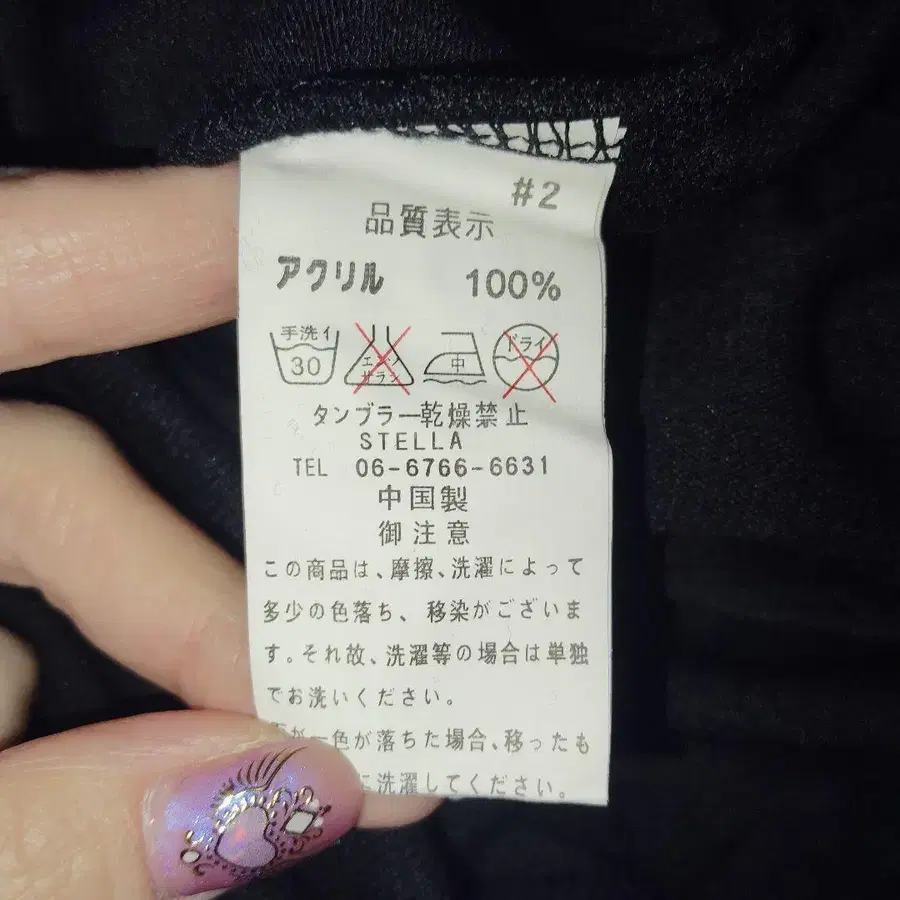 #2
品質表示
アクリル 100%
手洗イ 30 中 ドライ
タンブラー乾燥禁止
STELLA
TEL 06-6766-6631
中国製
御注意
この商品は、摩擦、洗濯によって
多少の色落ち、移染がございま
す。それ故、洗濯等の場合は単独
でお洗いください。
が一色が落ちた場合、移ったも
に洗濯してください。